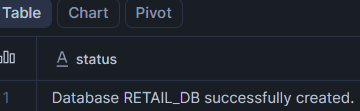 Table Chart Pivot
A status
1 Database RETAIL_DB successfully created.